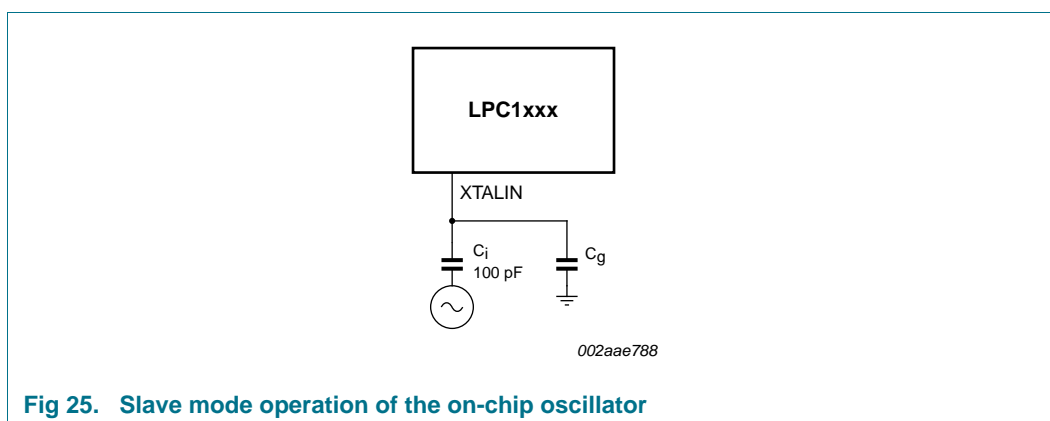 LPC1xxx
XTALIN
Ci
100 pF
Cg
002aae788
Fig 25. Slave mode operation of the on-chip oscillator